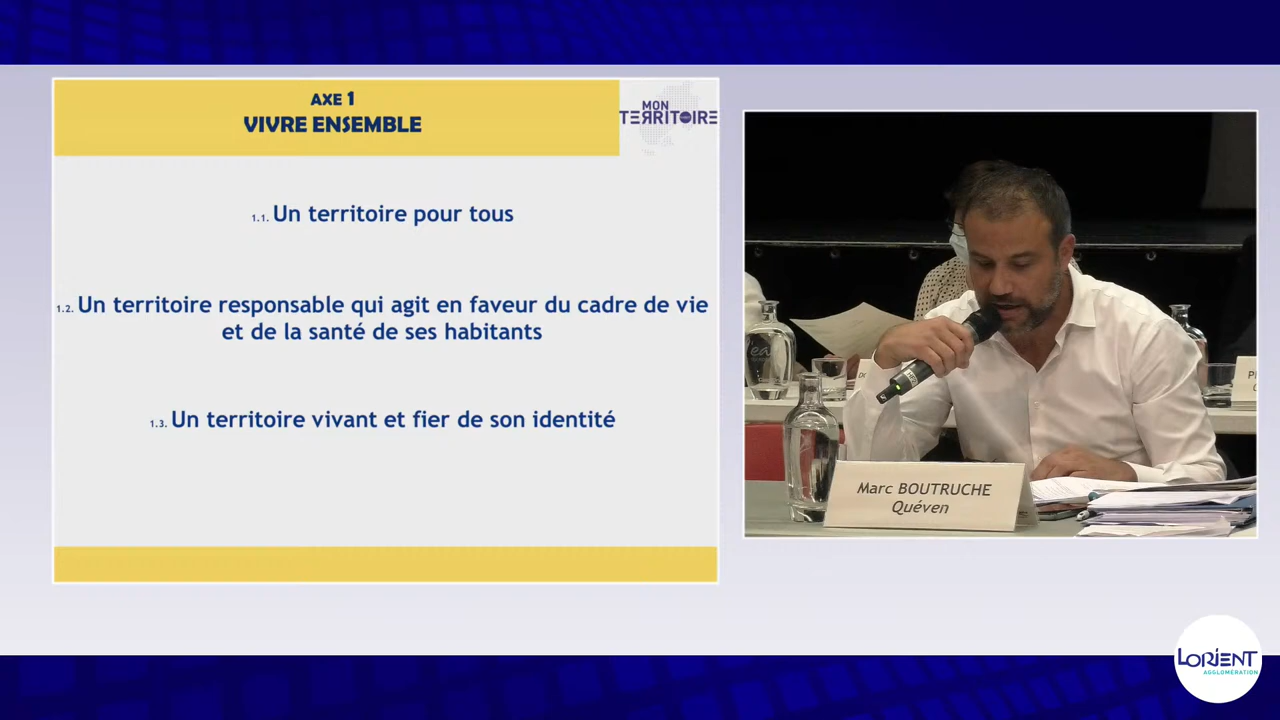 AXE 1
VIVRE ENSEMBLE
MON
TERRITOIRE
1.1. Un territoire pour tous
1.2. Un territoire responsable qui agit en faveur du cadre de vie
et de la santé de ses habitants
1.3. Un territoire vivant et fier de son identité
Marc BOUTRUCHE
Quéven
LORIENT
AGGLOMÉRATION